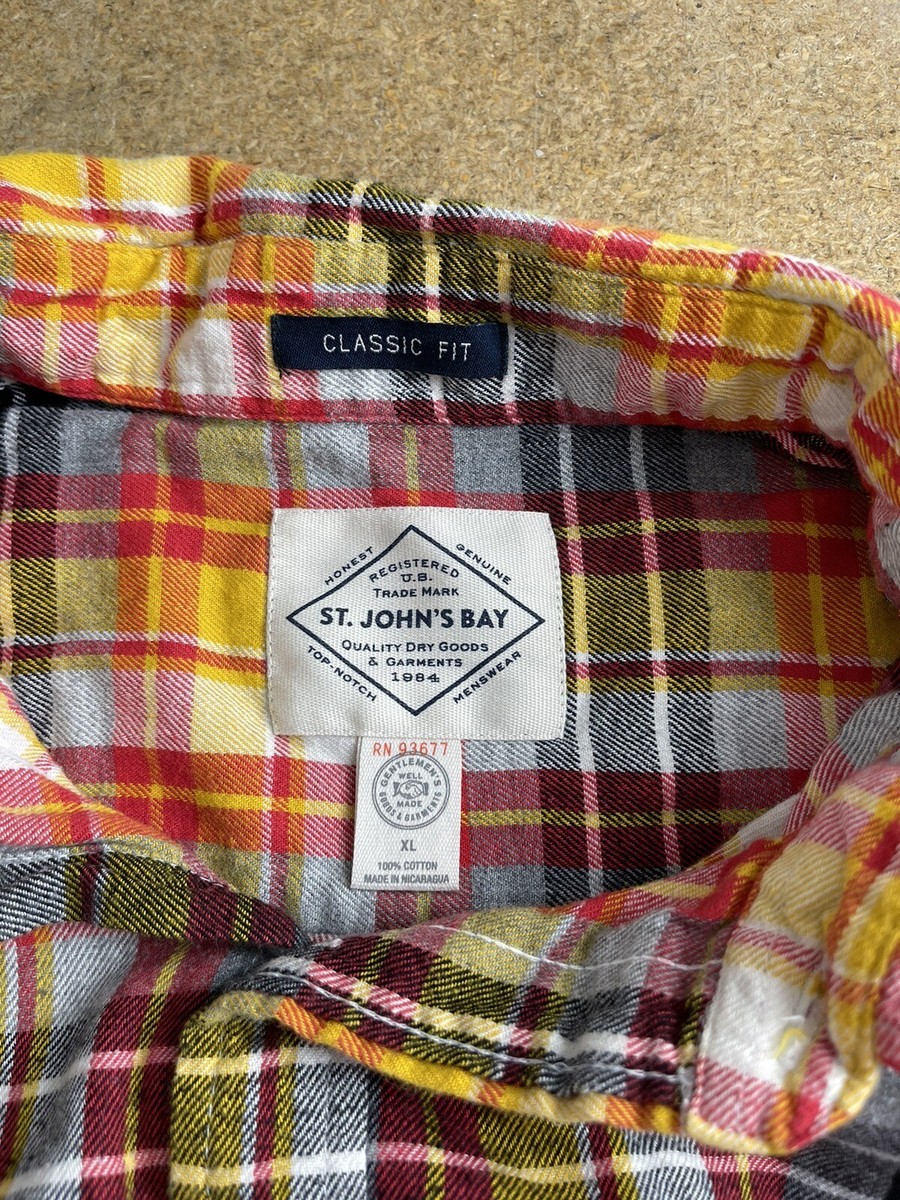 CLASSIC FIT
HONEST GENUINE
REGISTERED
U.S.
TRADE MARK
ST. JOHN'S BAY
QUALITY DRY GOODS
& GARMENTS
1984
TOP-NOTCH MENSWEAR
RN 93677
GENTLEMEN'S
WELL
MADE
GOODS & GARMENTS
XL
100% COTTON
MADE IN NICARAGUA